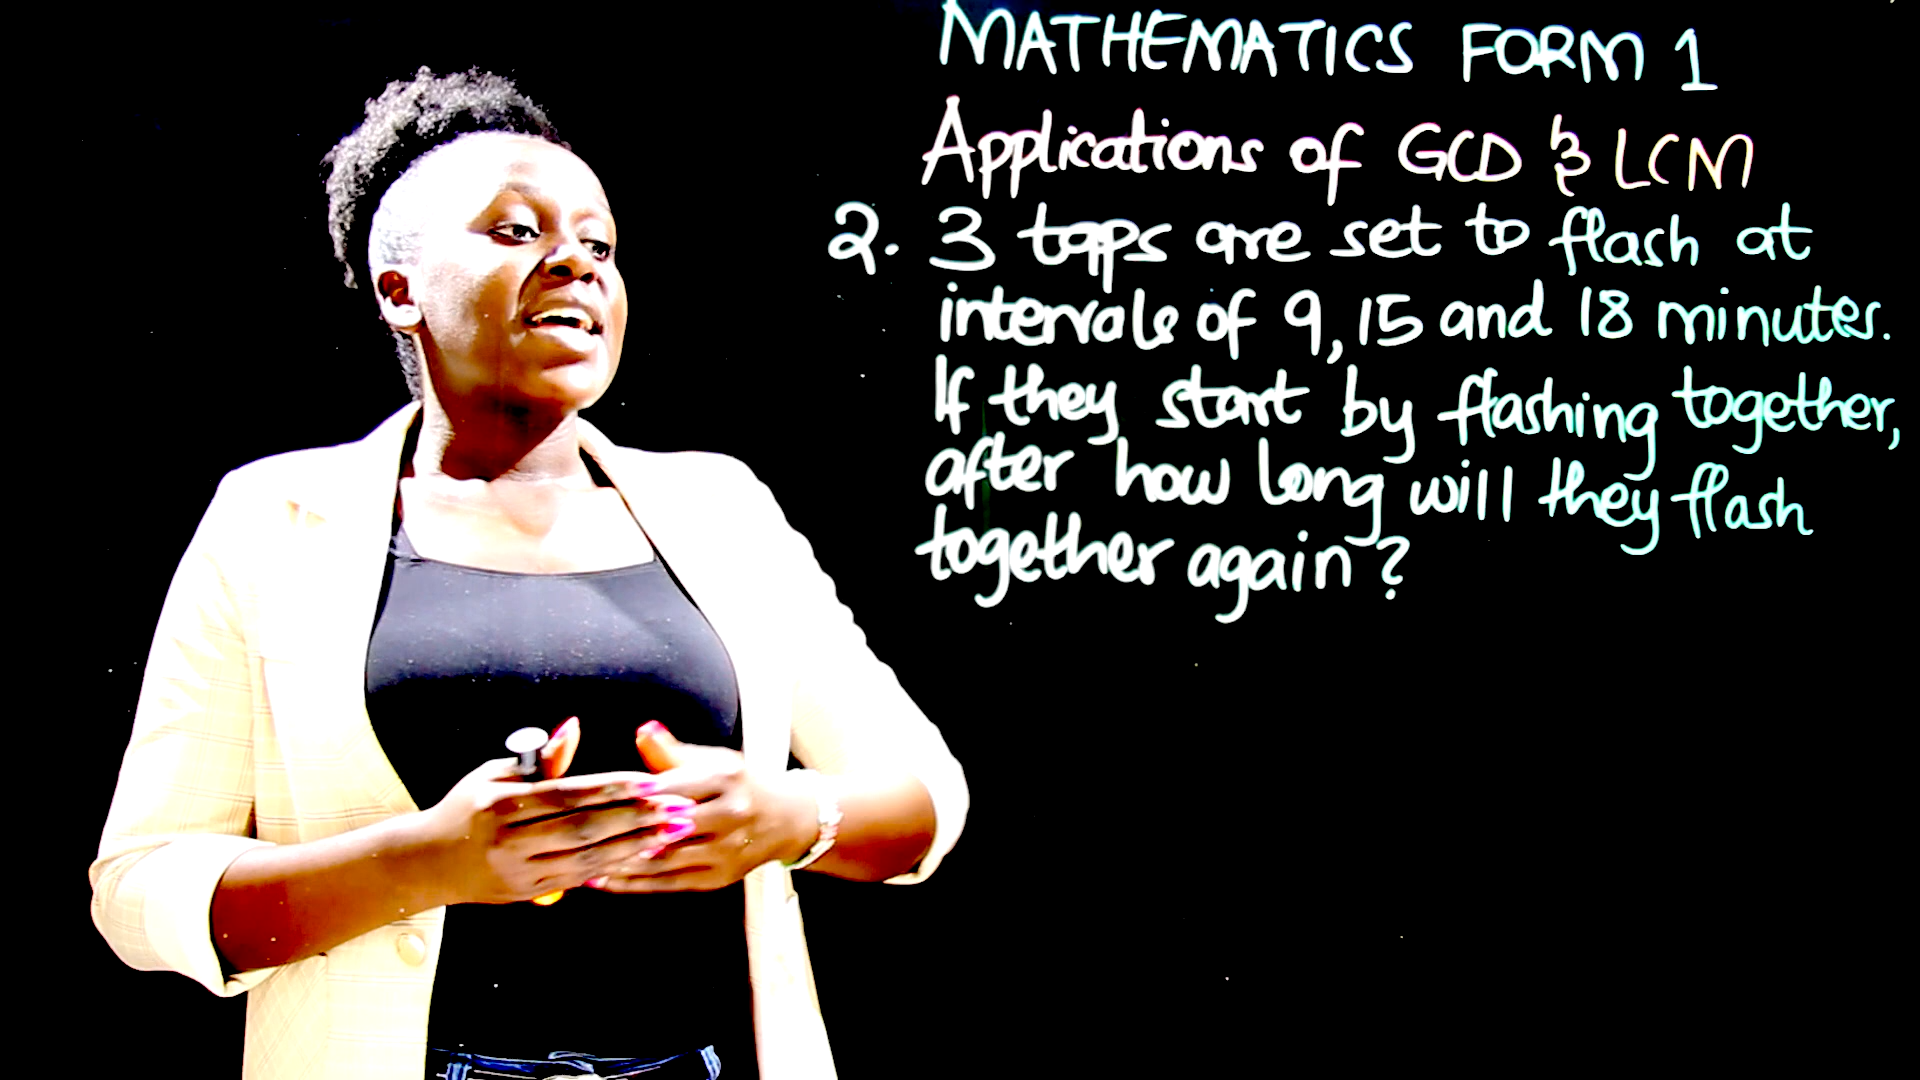 MATHEMATICS FORM 1
Applications of GCD & LCM
2. 3 taps are set to flash at
intervals of 9, 15 and 18 minutes.
If they start by flashing together,
after how long will they flash
together again?